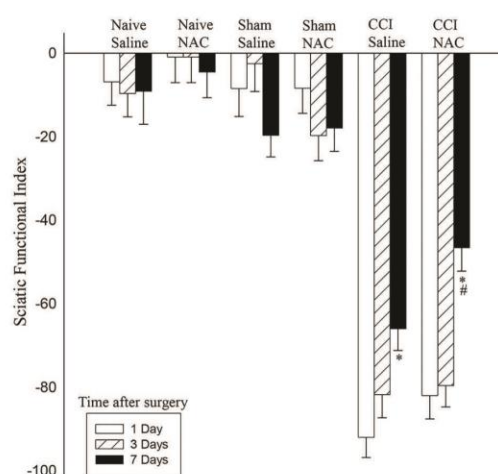 Naive Naive Sham Sham CCI CCI
Saline NAC Saline NAC Saline NAC
0
-20
-40
-60
-80
-100
Sciatic Functional Index
*
*
#
Time after surgery
1 Day
3 Days
7 Days